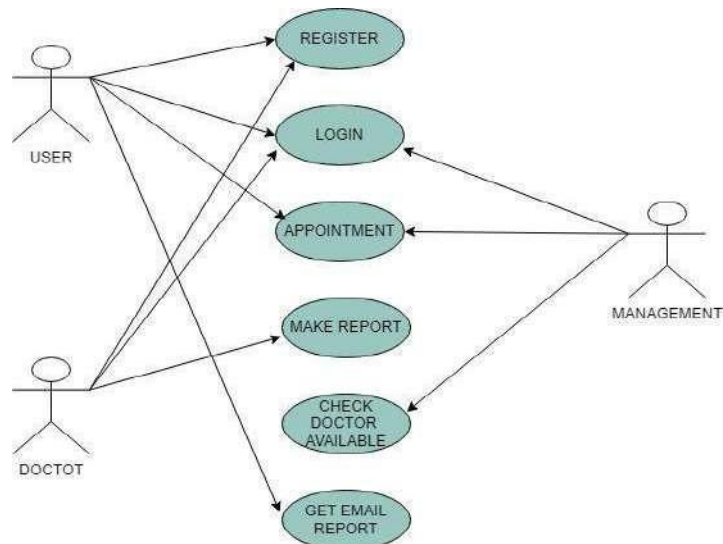 REGISTER
USER
LOGIN
APPOINTMENT
MANAGEMENT
MAKE REPORT
DOCTOT
CHECK
DOCTOR
AVAILABLE
GET EMAIL
REPORT